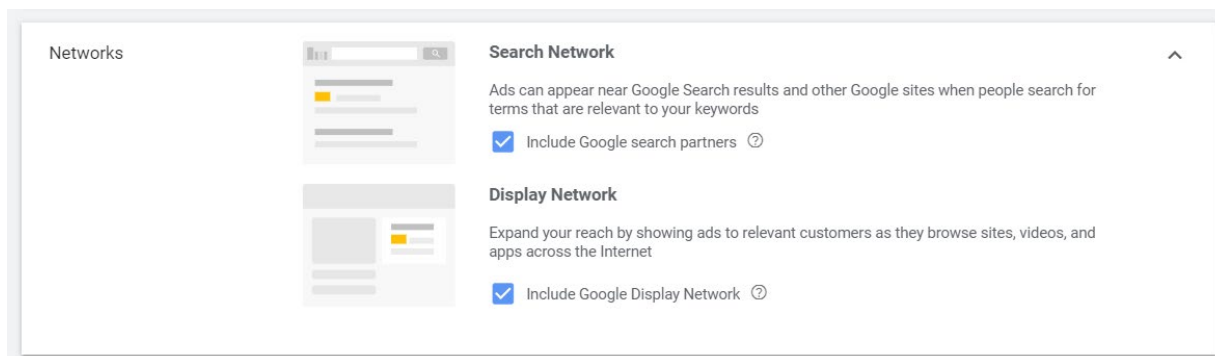 Networks
Search Network
Ads can appear near Google Search results and other Google sites when people search for
terms that are relevant to your keywords
Include Google search partners
Display Network
Expand your reach by showing ads to relevant customers as they browse sites, videos, and
apps across the Internet
Include Google Display Network